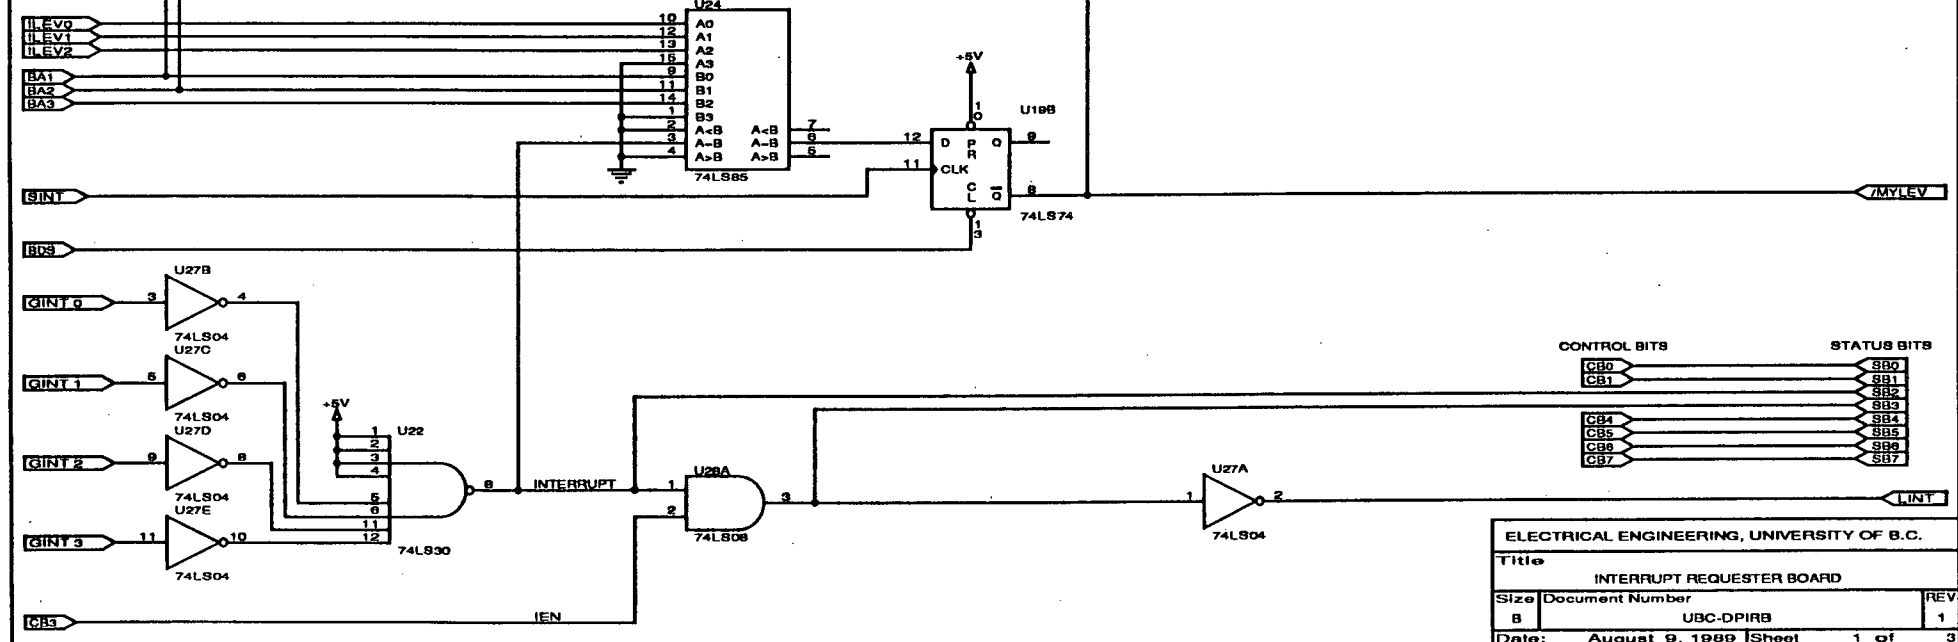 U24
ILEV0 10 A0
ILEV1 12 A1
ILEV2 13 A2
15 A3
BA1 9 B0
BA2 11 B1
BA3 14 B2
1 B3
2 A<B A<B 7
3 A-B A-B 6
4 A>B A>B 5
74LS85
+5V
1
0
U19B
12 D P Q 9
R
11 CLK
C
L Q 8
1
3
74LS74
SINT
/MYLEV
BDS
U27B
GINT 0 3 4
74LS04
U27C
GINT 1 5 6
74LS04
U27D
GINT 2 9 8
74LS04
U27E
GINT 3 11 10
74LS04
+5V
U22
1
2
3
4
5
6
11
12
8
74LS30
INTERRUPT
U28A
1
2
3
74LS08
U27A
1 2
74LS04
LINT
CB3 IEN
CONTROL BITS STATUS BITS
CB0 SB0
CB1 SB1
SB2
SB3
CB4 SB4
CB5 SB5
CB6 SB6
CB7 SB7
ELECTRICAL ENGINEERING, UNIVERSITY OF B.C.
Title
INTERRUPT REQUESTER BOARD
Size Document Number REV
B UBC-DPIRB 1
Date: August 9, 1989 Sheet 1 of 3